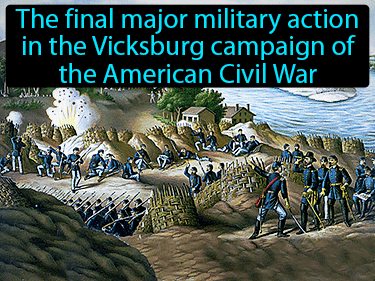 The final major military action
in the Vicksburg campaign of
the American Civil War